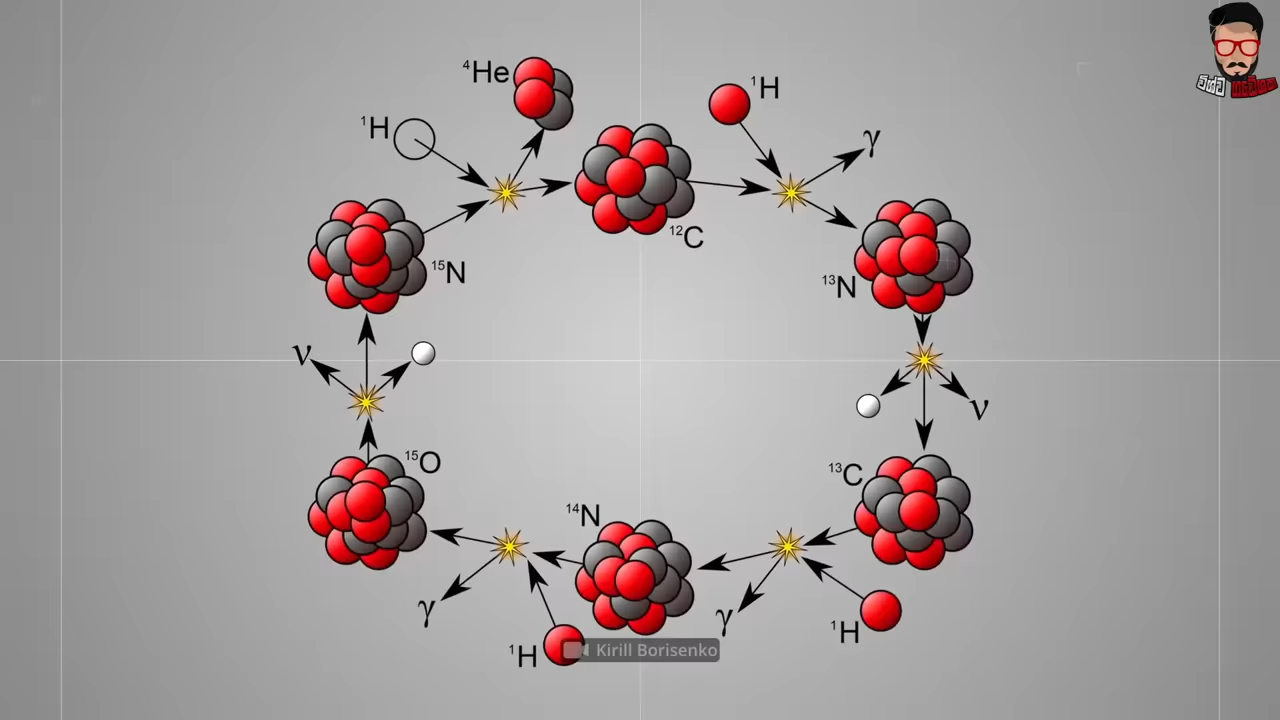 ⁴He
¹H
¹H
γ
¹²C
¹⁵N
¹³N
ν
ν
¹⁵O
¹³C
¹⁴N
γ
γ
¹H
¹H
Kirill Borisenko
විශ්ව